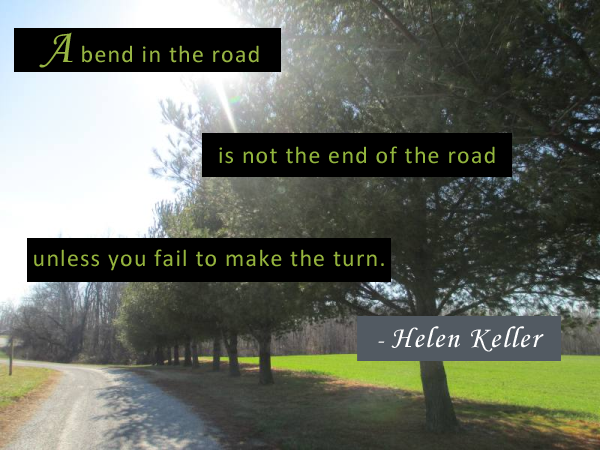 A bend in the road
is not the end of the road
unless you fail to make the turn.
- Helen Keller